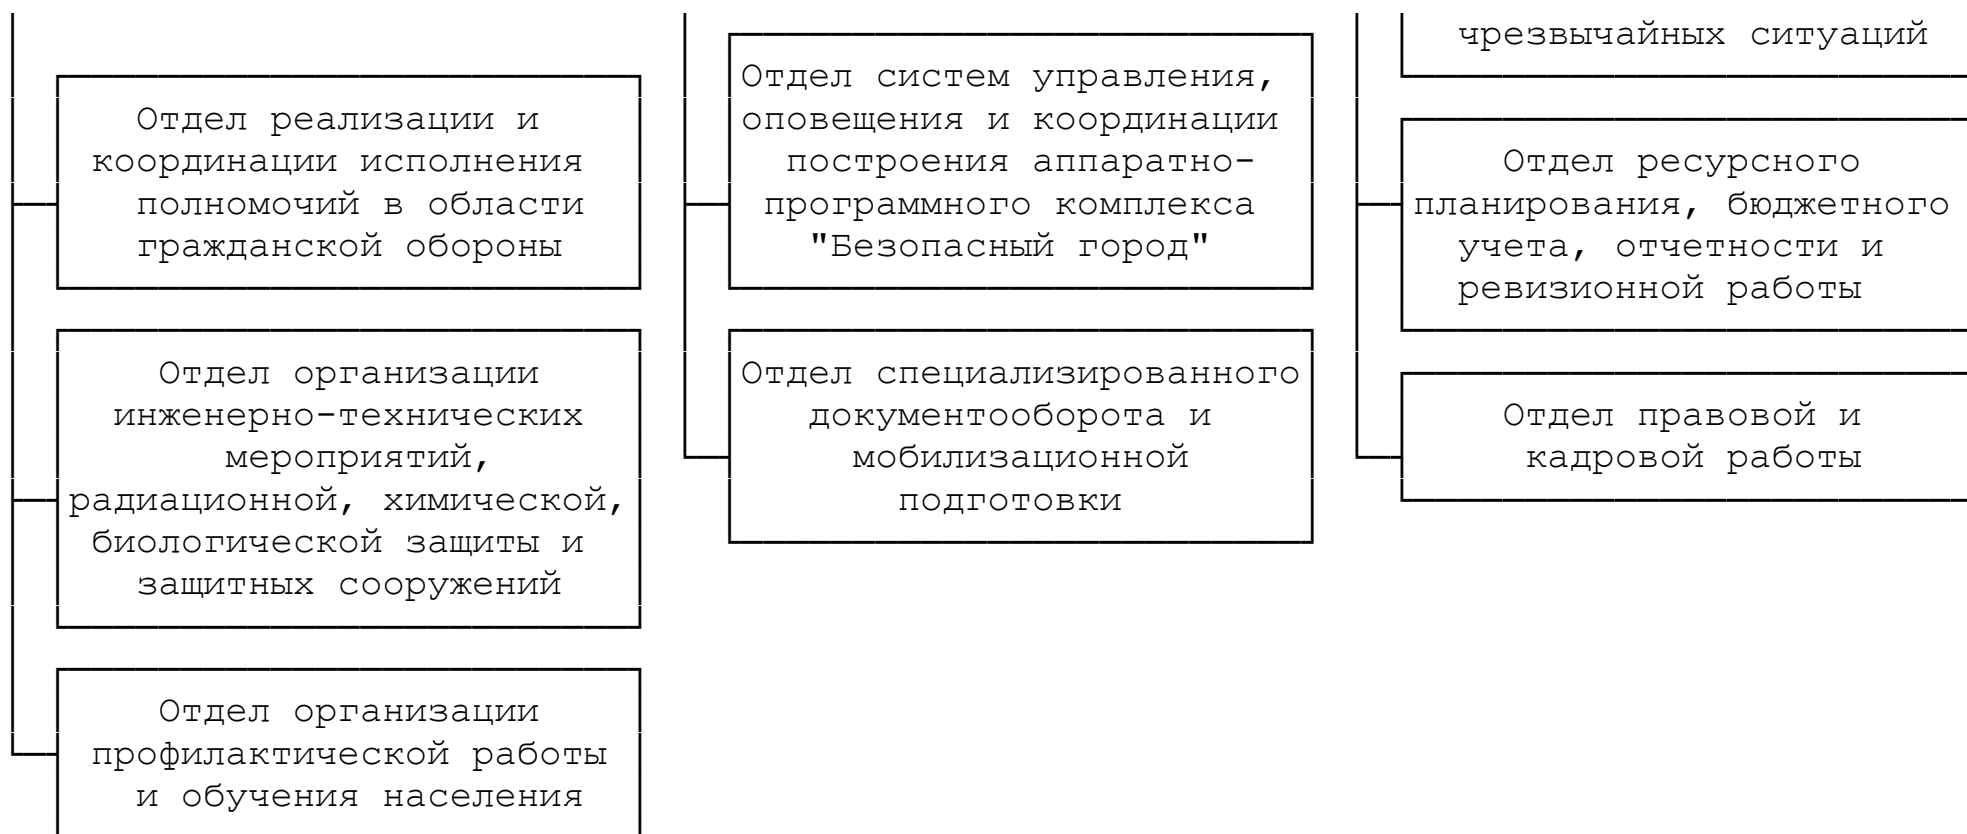 Отдел реализации и
координации исполнения
полномочий в области
гражданской обороны
Отдел организации
инженерно-технических
мероприятий,
радиационной, химической,
биологической защиты и
защитных сооружений
Отдел организации
профилактической работы
и обучения населения
Отдел систем управления,
оповещения и координации
построения аппаратно-
программного комплекса
"Безопасный город"
Отдел специализированного
документооборота и
мобилизационной
подготовки
чрезвычайных ситуаций
Отдел ресурсного
планирования, бюджетного
учета, отчетности и
ревизионной работы
Отдел правовой и
кадровой работы